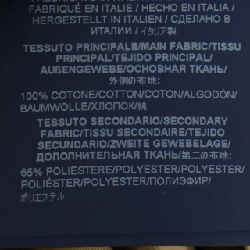 FABRIQUÉ EN ITALIE / HECHO EN ITALIA /
HERGESTELLT IN ITALIEN / СДЕЛАНО В
ИТАЛИИ / イタリア製
TESSUTO PRINCIPALE/MAIN FABRIC/TISSU
PRINCIPAL/TEJIDO PRINCIPAL/
AUßENGEWEBE/ОСНОВНАЯ ТКАНЬ/
外側の布地:
100% COTONE/COTTON/COTON/ALGODÓN/
BAUMWOLLE/ХЛОПОК/綿
TESSUTO SECONDARIO/SECONDARY
FABRIC/TISSU SECONDAIRE/TEJIDO
SECUNDARIO/ZWEITE GEWEBELAGE/
ДОПОЛНИТЕЛЬНАЯ ТКАНЬ/第二の布地:
65% POLIESTERE/POLYESTER/POLYESTER/
POLIÉSTER/POLYESTER/ПОЛИЭФИР/
ポリエステル